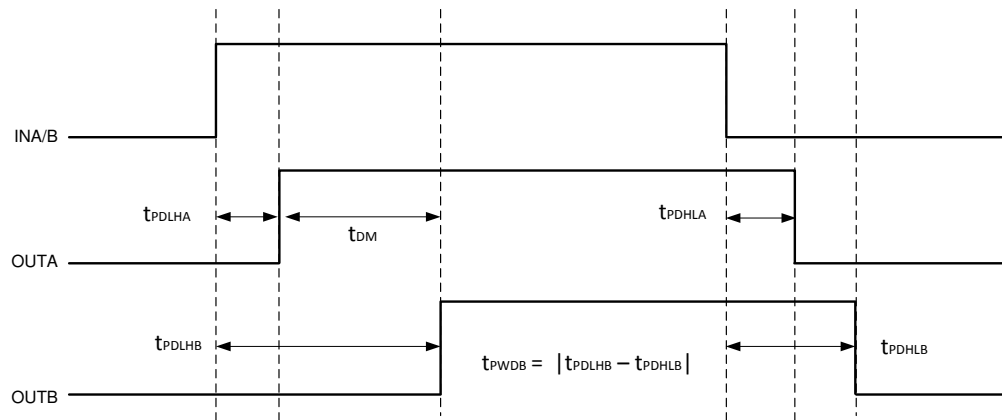 INA/B
tPDLHA
tPDHLA
tDM
OUTA
tPDLHB
tPWDB = |tPDLHB – tPDHLB|
tPDHLB
OUTB